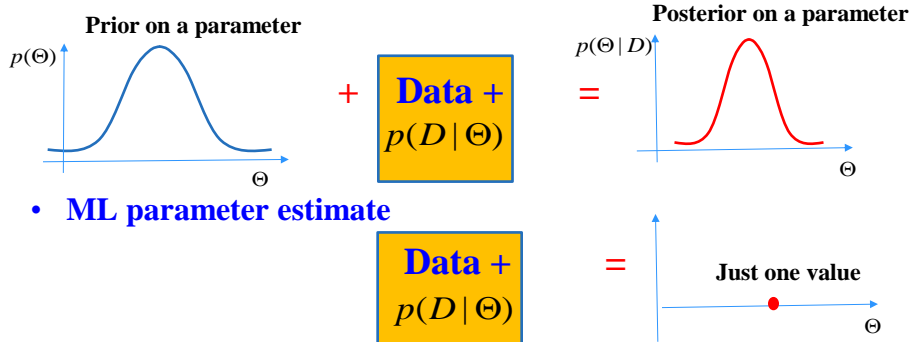 Prior on a parameter
Posterior on a parameter
p(Θ)
+
Data +
p(D | Θ)
=
p(Θ | D)
Θ
Θ
• ML parameter estimate
Data +
p(D | Θ)
=
Just one value
Θ